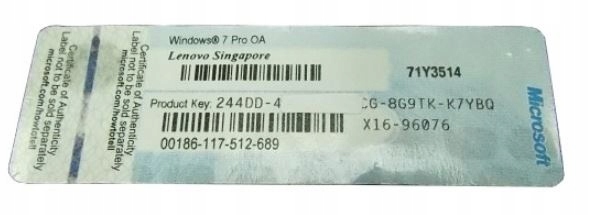 Certificate of Authenticity
Label not to be sold separately
microsoft.com/howtotell
Certificate of Authenticity
Label not to be sold separately
microsoft.com/howtotell
Windows® 7 Pro OA
Lenovo Singapore
71Y3514
Product Key: 244DD-4 CG-8G9TK-K7YBQ
X16-96076
00186-117-512-689
Microsoft